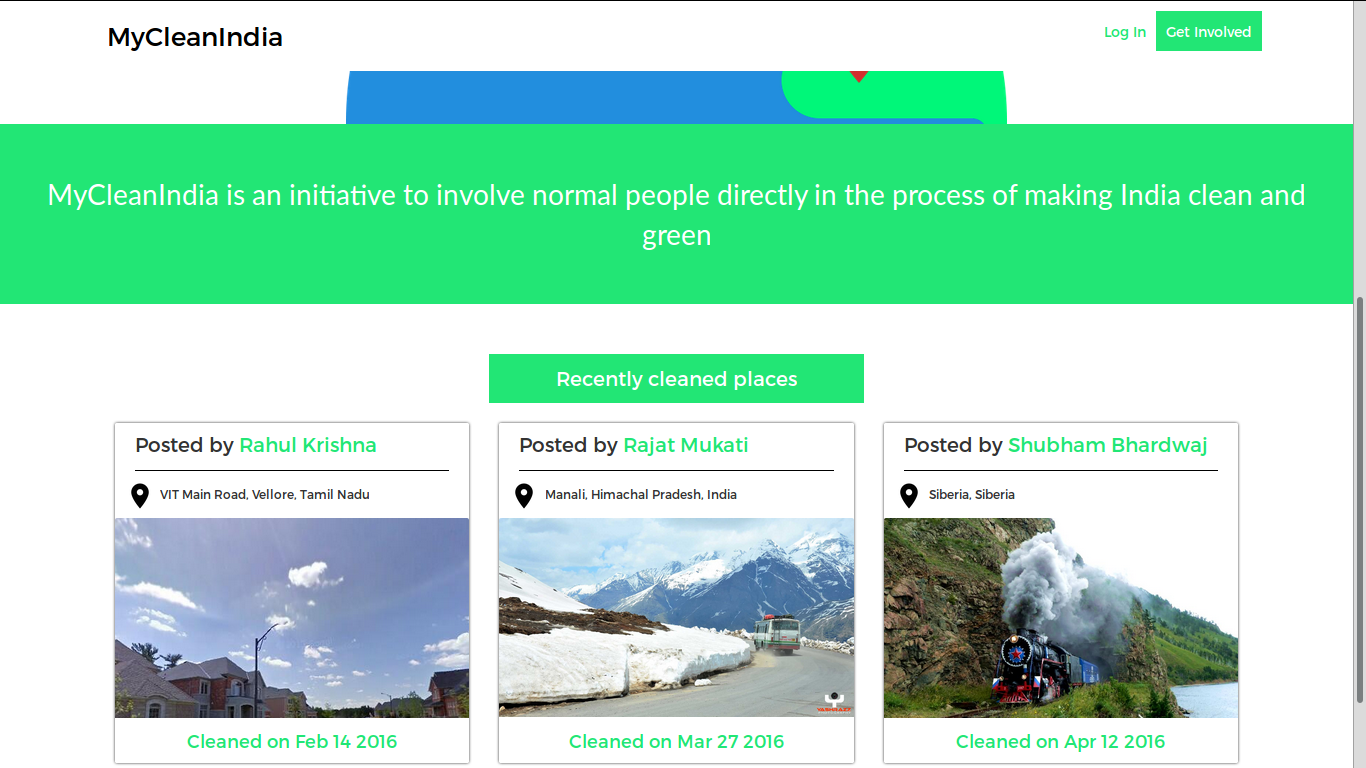 MyCleanIndia
Log In
Get Involved
MyCleanIndia is an initiative to involve normal people directly in the process of making India clean and
green
Recently cleaned places
Posted by Rahul Krishna
VIT Main Road, Vellore, Tamil Nadu
Cleaned on Feb 14 2016
Posted by Rajat Mukati
Manali, Himachal Pradesh, India
Cleaned on Mar 27 2016
Posted by Shubham Bhardwaj
Siberia, Siberia
Cleaned on Apr 12 2016